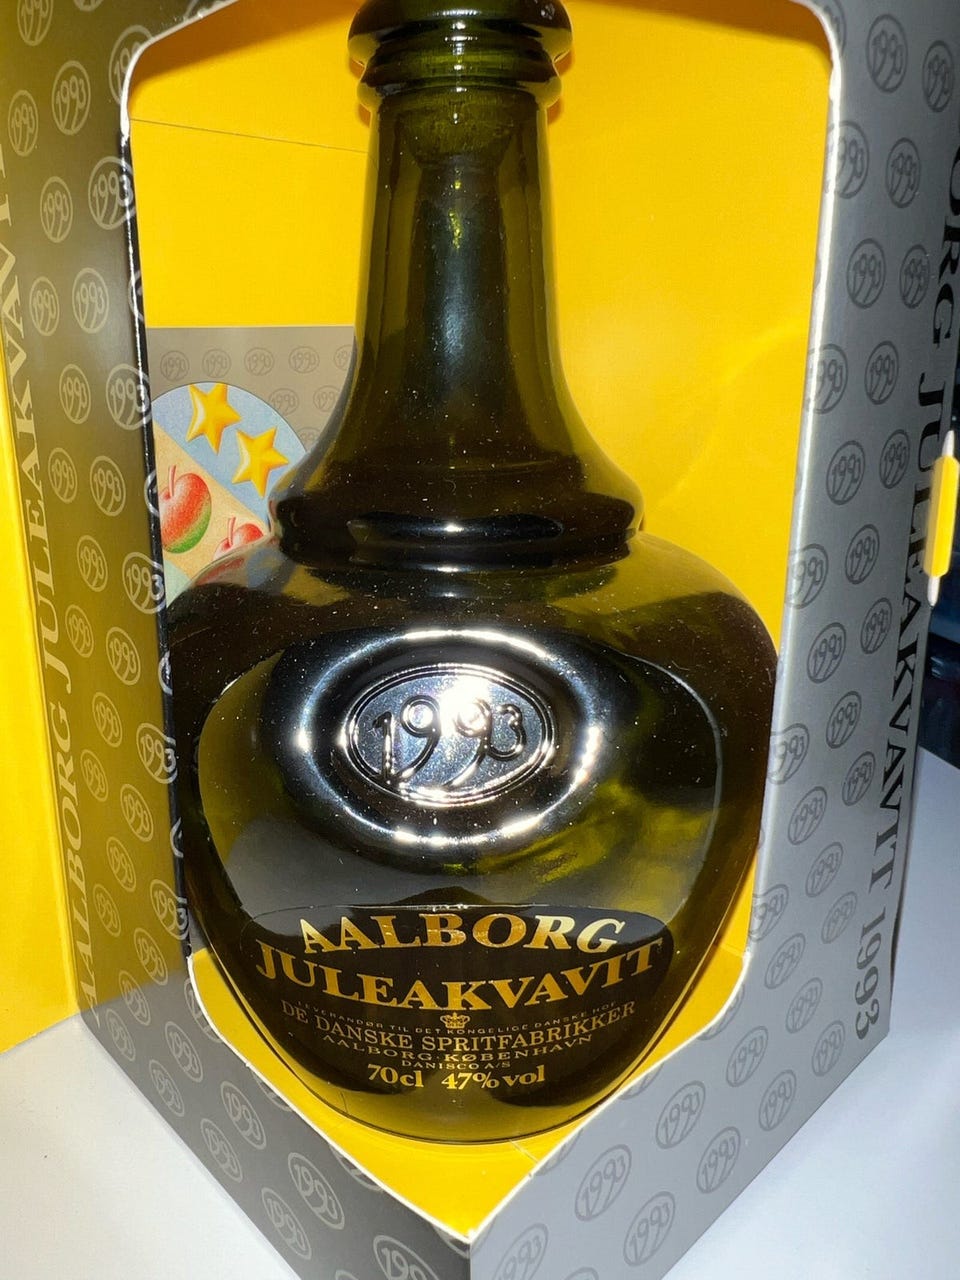 1993
AALBORG
JULEAKVAVIT
LEVERANDØR TIL DET KONGELIGE DANSKE HOF
DE DANSKE SPRITFABRIKKER
AALBORG · KØBENHAVN
DANISCO A/S
70cl 47% vol
AALBORG JULEAKVAVIT
JULEAKVAVIT 1993